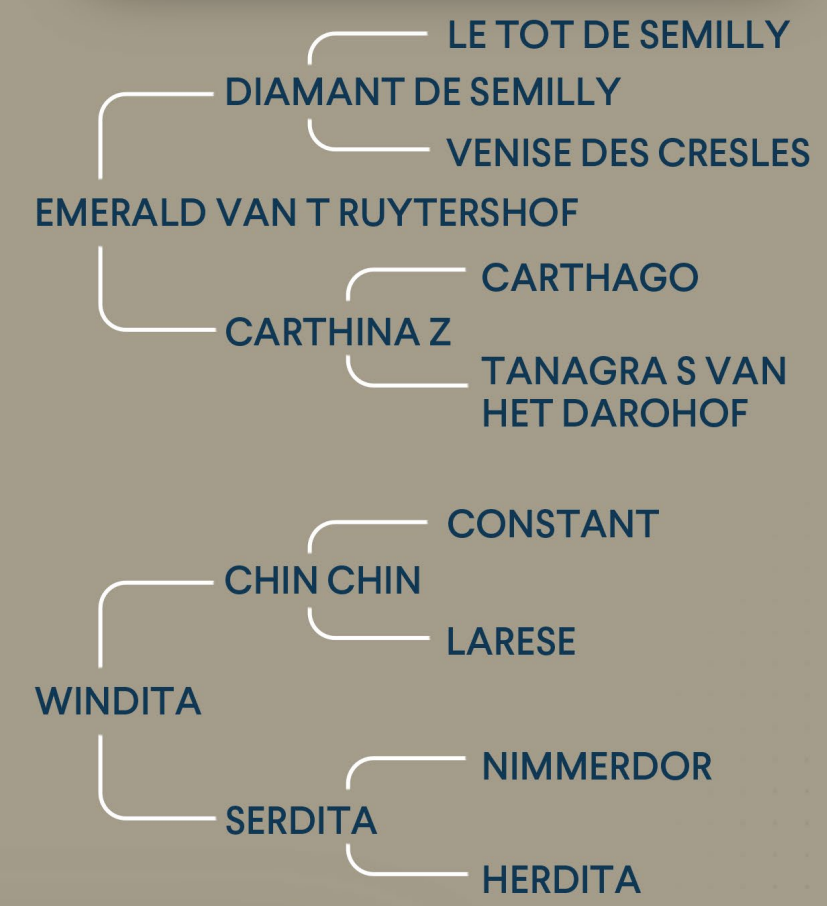 LE TOT DE SEMILLY
DIAMANT DE SEMILLY
VENISE DES CRESLES
EMERALD VAN T RUYTERSHOF
CARTHAGO
CARTHINA Z
TANAGRA S VAN
HET DAROHOF
CONSTANT
CHIN CHIN
LARESE
WINDITA
NIMMERDOR
SERDITA
HERDITA